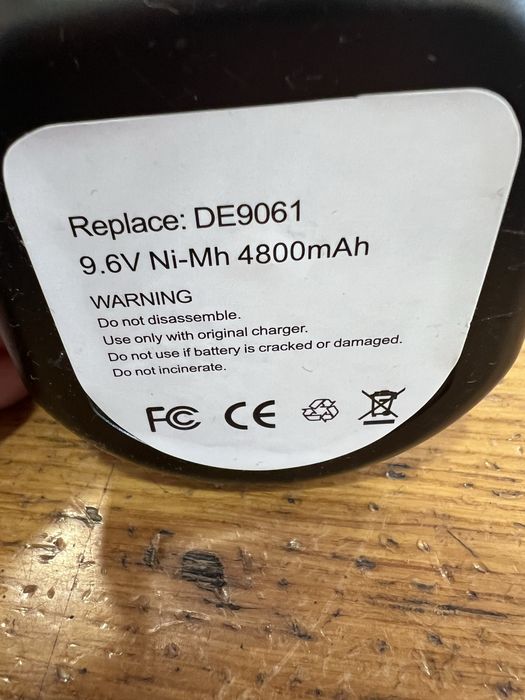 Replace: DE9061
9.6V Ni-Mh 4800mAh
WARNING
Do not disassemble.
Use only with original charger.
Do not use if battery is cracked or damaged.
Do not incinerate.
FC CE